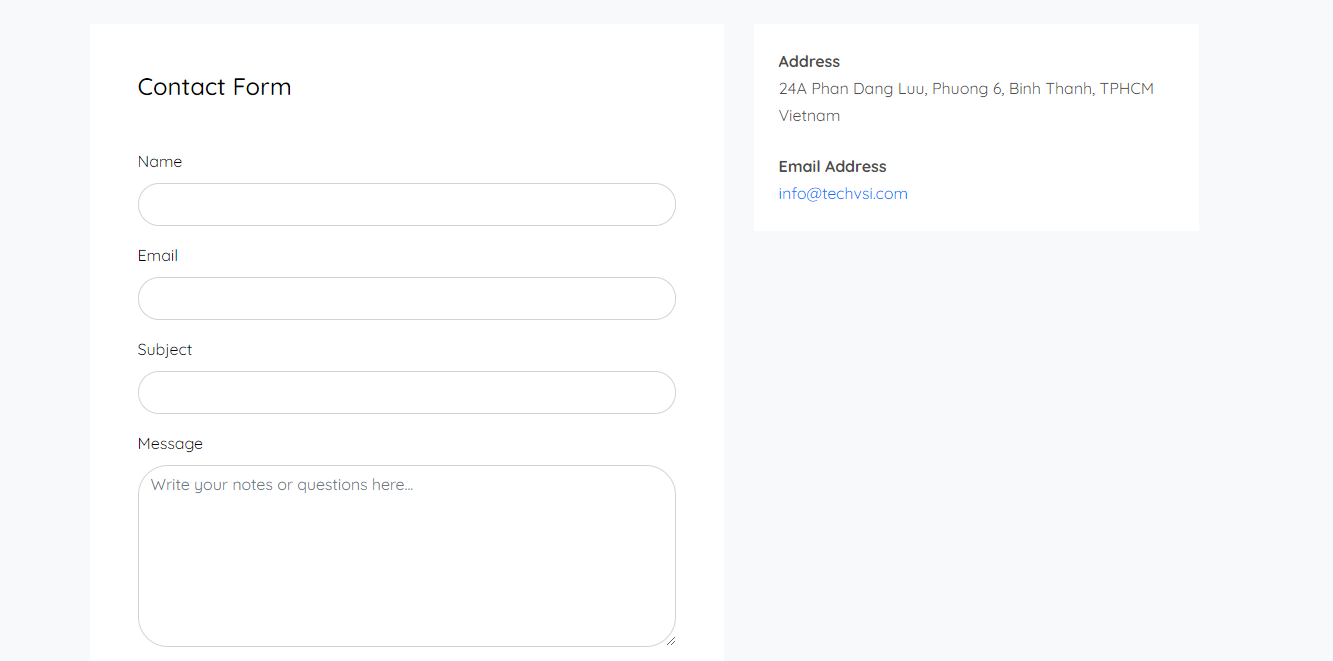 Contact Form
Name
Email
Subject
Message
Write your notes or questions here...
Address
24A Phan Dang Luu, Phuong 6, Binh Thanh, TPHCM
Vietnam
Email Address
info@techvsi.com